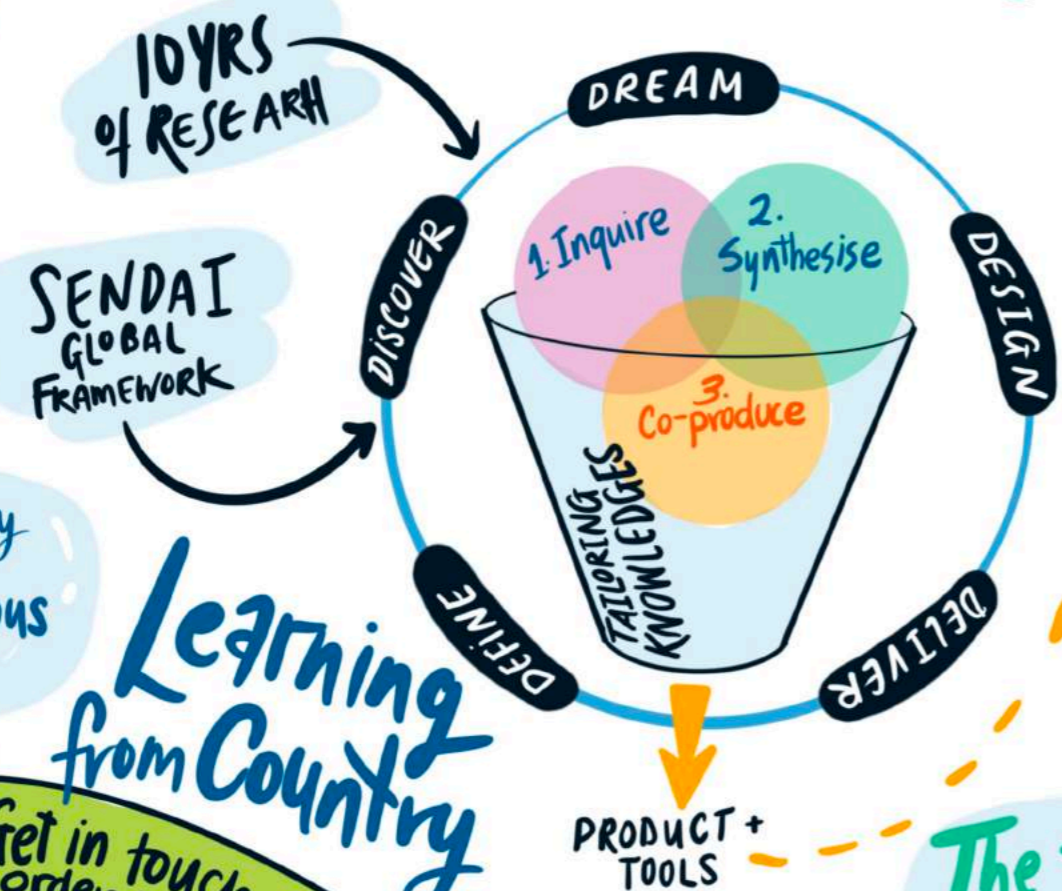 10YRS
of RESEARH
SENDAI
GLOBAL
FRAMEWORK
DREAM
DISCOVER
DESIGN
DEFINE
DELIVER
1. Inquire
2.
Synthesise
3.
Co-produce
TAILORING
KNOWLEDGES
Learning
from Country
PRODUCT +
TOOLS
in touch
The